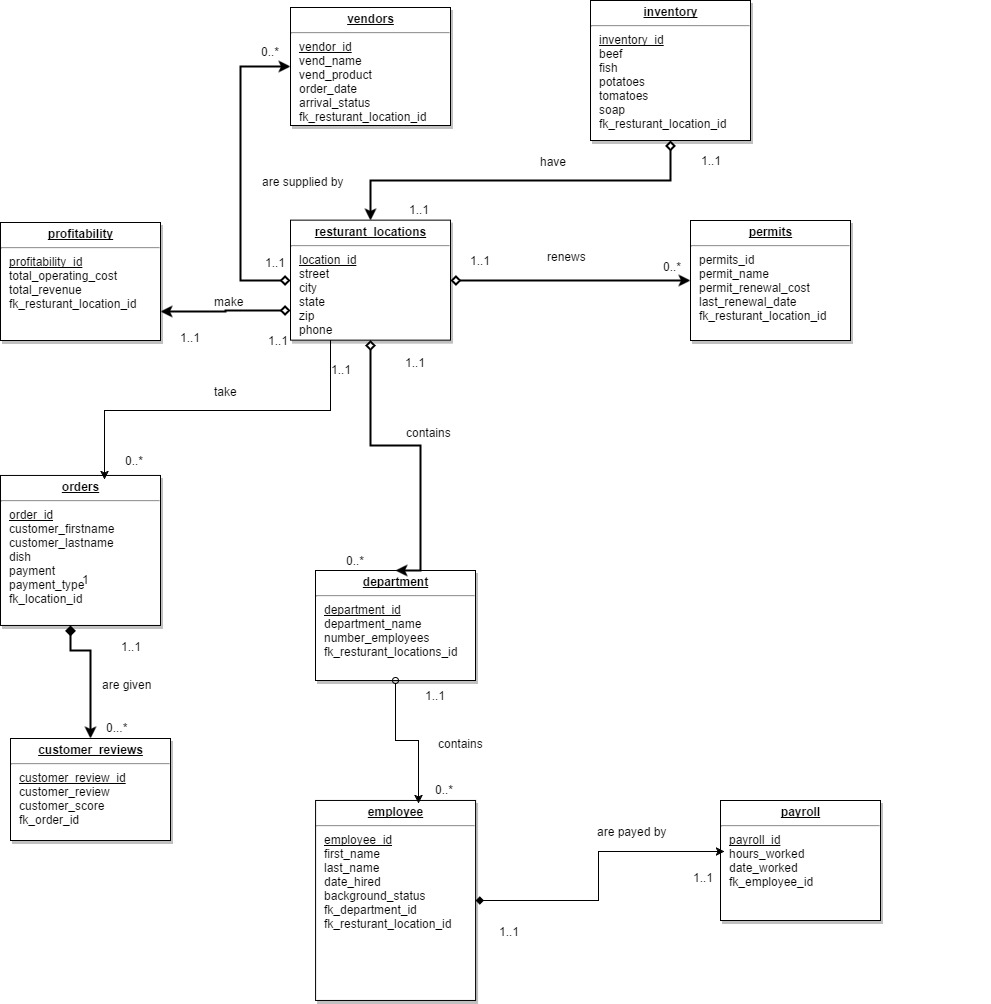 vendors
vendor_id
vend_name
vend_product
order_date
arrival_status
fk_resturant_location_id
inventory
inventory_id
beef
fish
potatoes
tomatoes
soap
fk_resturant_location_id
0..*
are supplied by
have
1..1
1..1
profitability
profitability_id
total_operating_cost
total_revenue
fk_resturant_location_id
resturant_locations
location_id
street
city
state
zip
phone
permits
permits_id
permit_name
permit_renewal_cost
last_renewal_date
fk_resturant_location_id
1..1
1..1
renews
0..*
make
1..1
1..1
1..1
1..1
take
contains
0..*
orders
order_id
customer_firstname
customer_lastname
dish
payment
payment_type
1
fk_location_id
0..*
department
department_id
department_name
number_employees
fk_resturant_locations_id
1..1
are given
0...*
1..1
contains
0..*
customer_reviews
customer_review_id
customer_review
customer_score
fk_order_id
employee
employee_id
first_name
last_name
date_hired
background_status
fk_department_id
fk_resturant_location_id
are payed by
1..1
1..1
payroll
payroll_id
hours_worked
date_worked
fk_employee_id